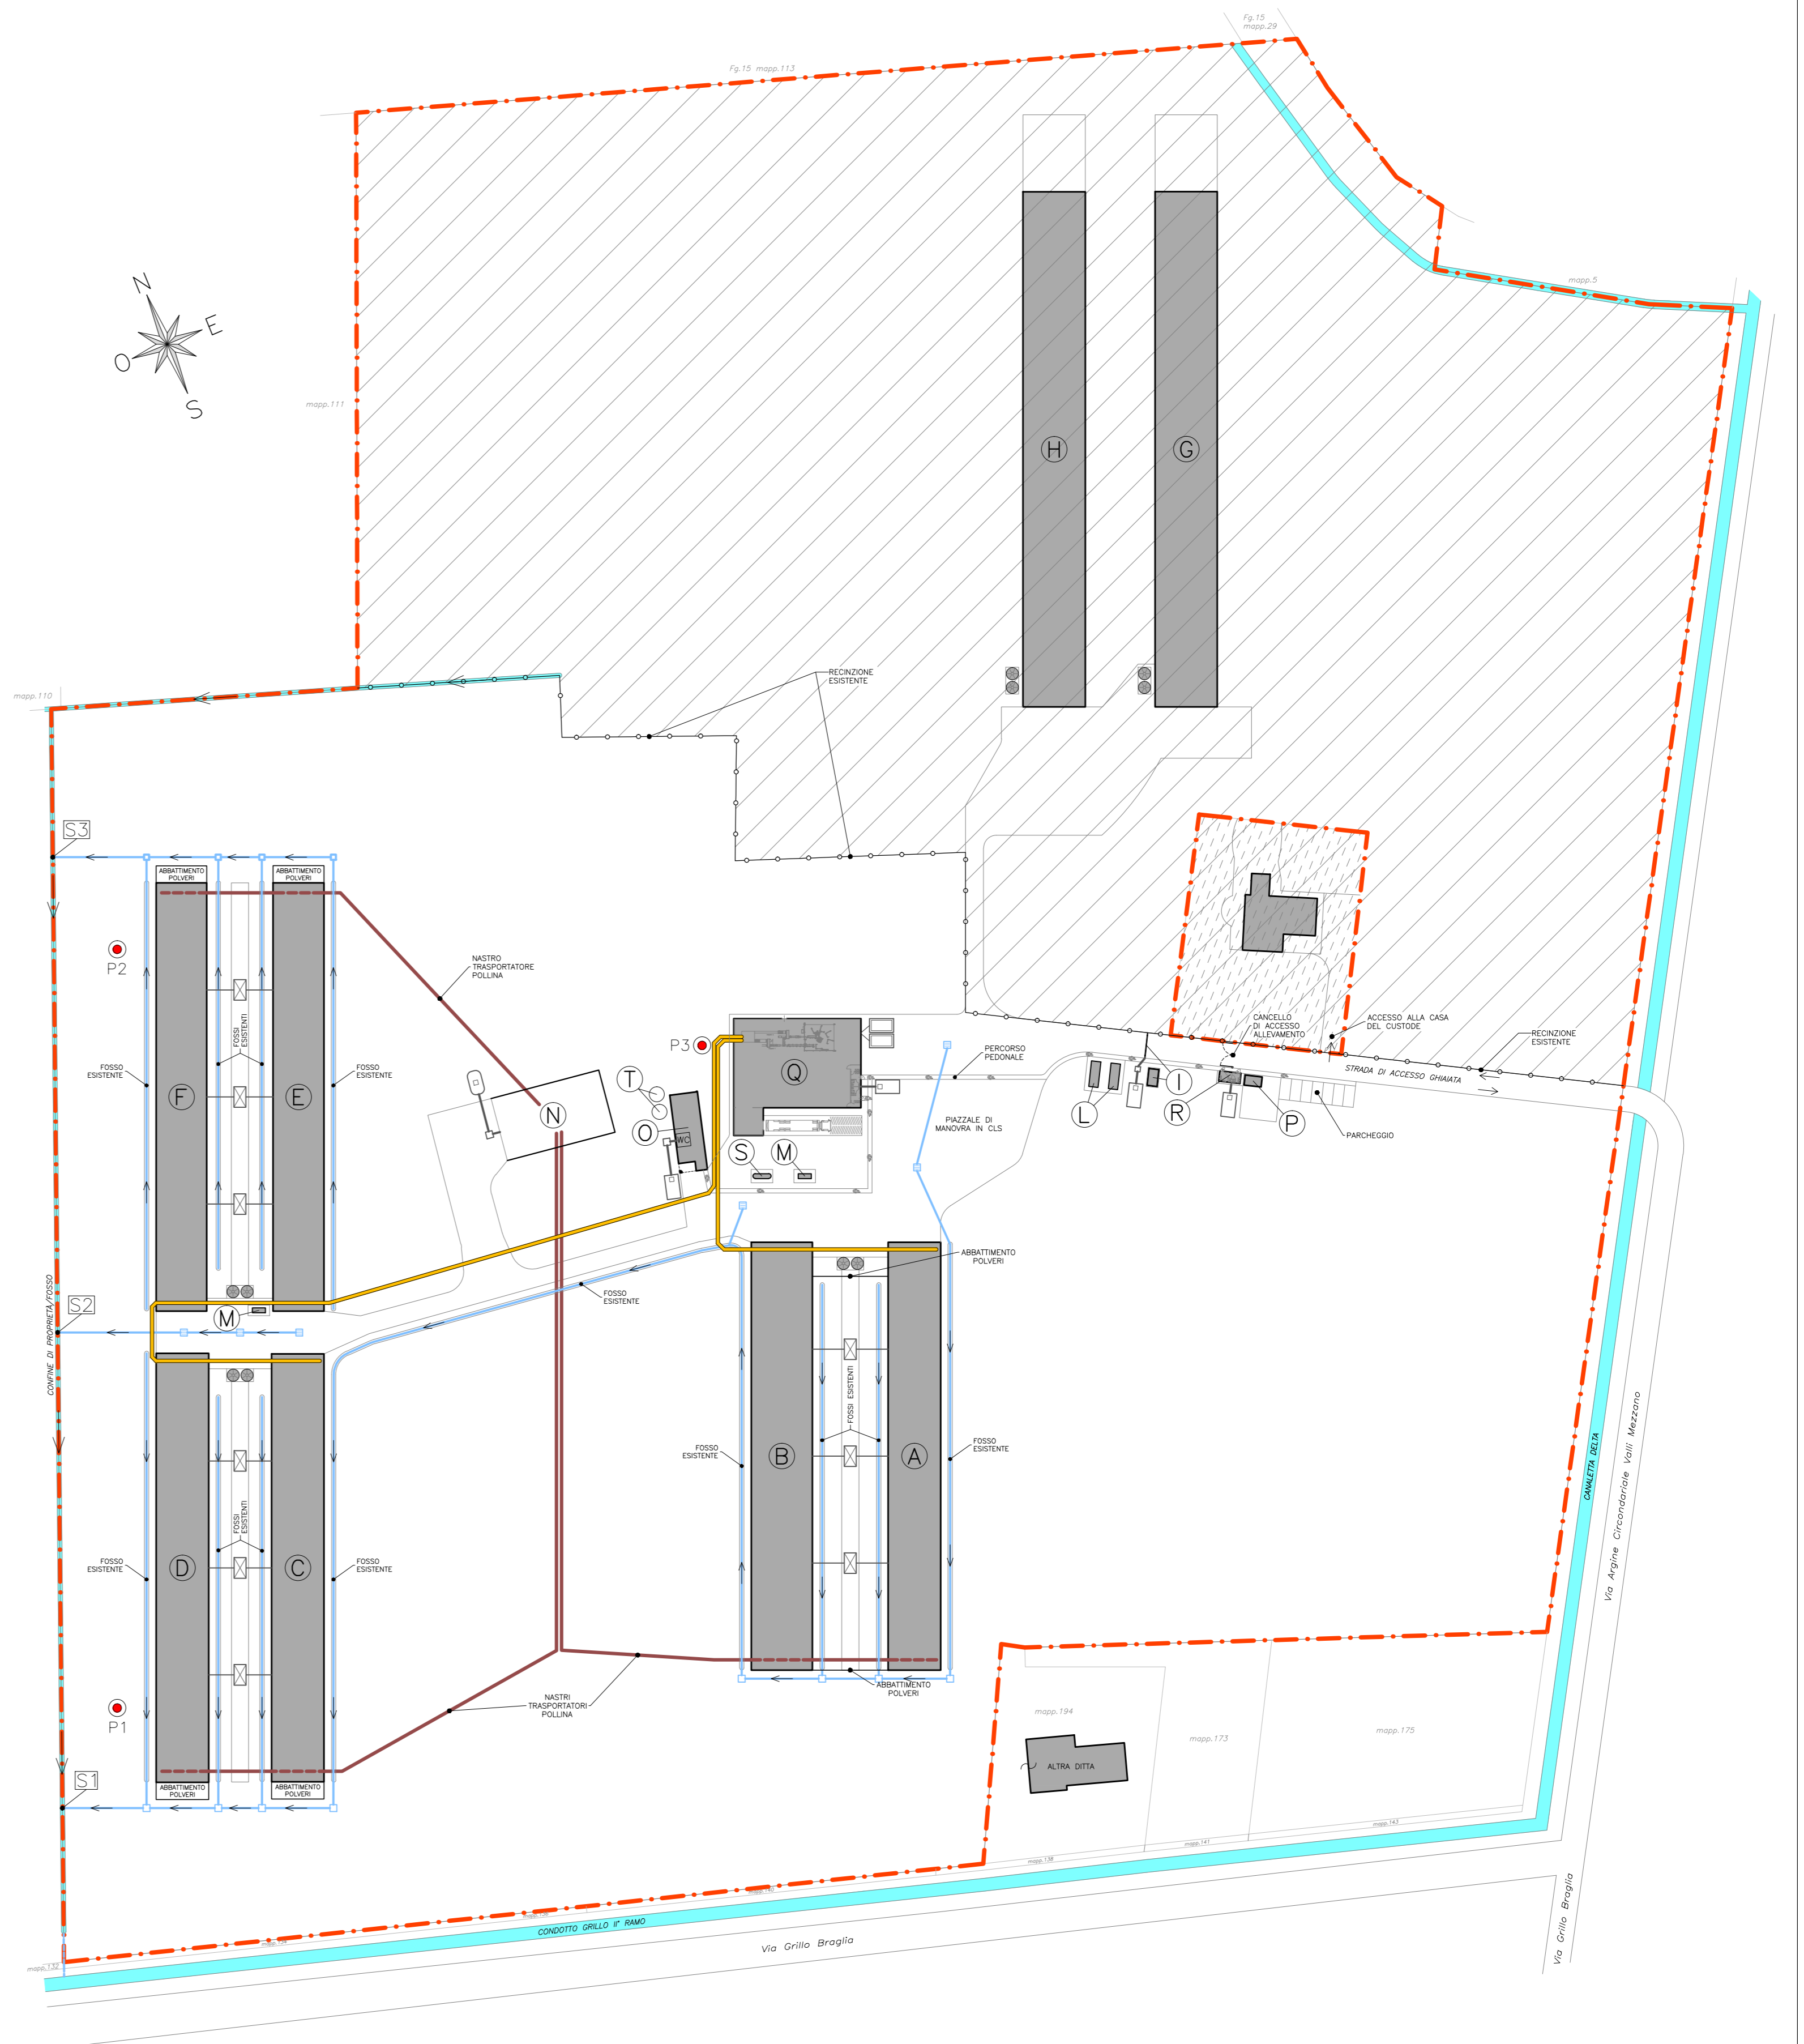 Fg.15
mapp.29
Fg.15 mapp.113
mapp.5
N
E
O
S
mapp.111
H
G
RECINZIONE
ESISTENTE
mapp.110
S3
ABBATTIMENTO
POLVERI
ABBATTIMENTO
POLVERI
P2
NASTRO
TRASPORTATORE
POLLINA
FOSSI
ESISTENTI
FOSSO
ESISTENTE
F
E
FOSSO
ESISTENTE
P3
Q
PERCORSO
PEDONALE
CANCELLO
DI ACCESSO
ALLEVAMENTO
ACCESSO ALLA CASA
DEL CUSTODE
RECINZIONE
ESISTENTE
STRADA DI ACCESSO GHIAIATA
T
N
O
WC
L
I
R
P
PARCHEGGIO
PIAZZALE DI
MANOVRA IN CLS
S
M
ABBATTIMENTO
POLVERI
FOSSO
ESISTENTE
CONFINE DI PROPRIETÀ/FOSSO
S2
M
FOSSI ESISTENTI
FOSSO
ESISTENTE
B
A
FOSSO
ESISTENTE
CANALETTA DELTA
Via Argine Circondariale Valli Mezzano
FOSSI
ESISTENTI
FOSSO
ESISTENTE
D
C
FOSSO
ESISTENTE
ABBATTIMENTO
POLVERI
NASTRI
TRASPORTATORI
POLLINA
P1
S1
ABBATTIMENTO
POLVERI
ABBATTIMENTO
POLVERI
mapp.194
mapp.173
mapp.175
ALTRA DITTA
mapp.143
mapp.141
mapp.138
CONDOTTO GRILLO II° RAMO
Via Grillo Braglia
Via Grillo Braglia
mapp.132